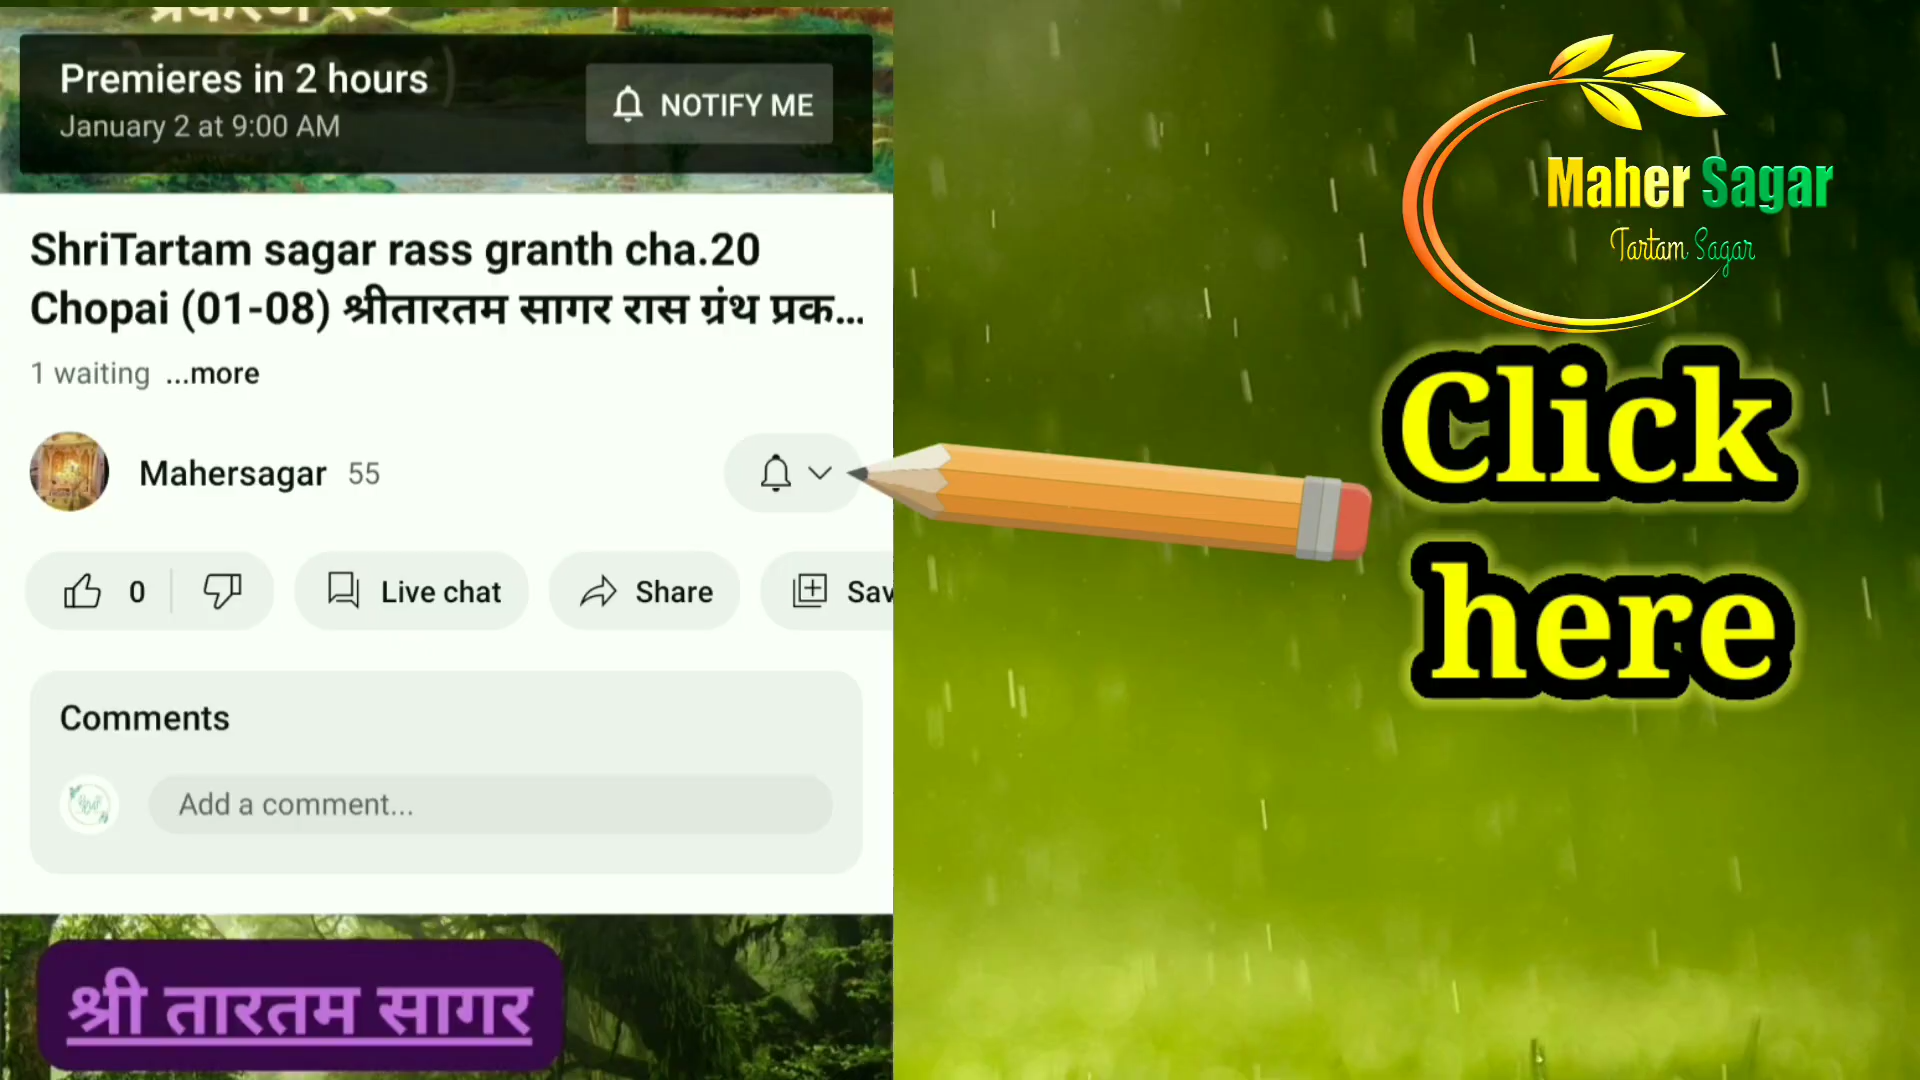 Premieres in 2 hours
January 2 at 9:00 AM
NOTIFY ME
ShriTartam sagar rass granth cha.20
Chopai (01-08) श्रीतारतम सागर रास ग्रंथ प्रक...
1 waiting ...more
Mahersagar 55
0
Live chat
Share
Sav
Comments
Add a comment...
श्री तारतम सागर
Maher Sagar
Tartam Sagar
Click
here